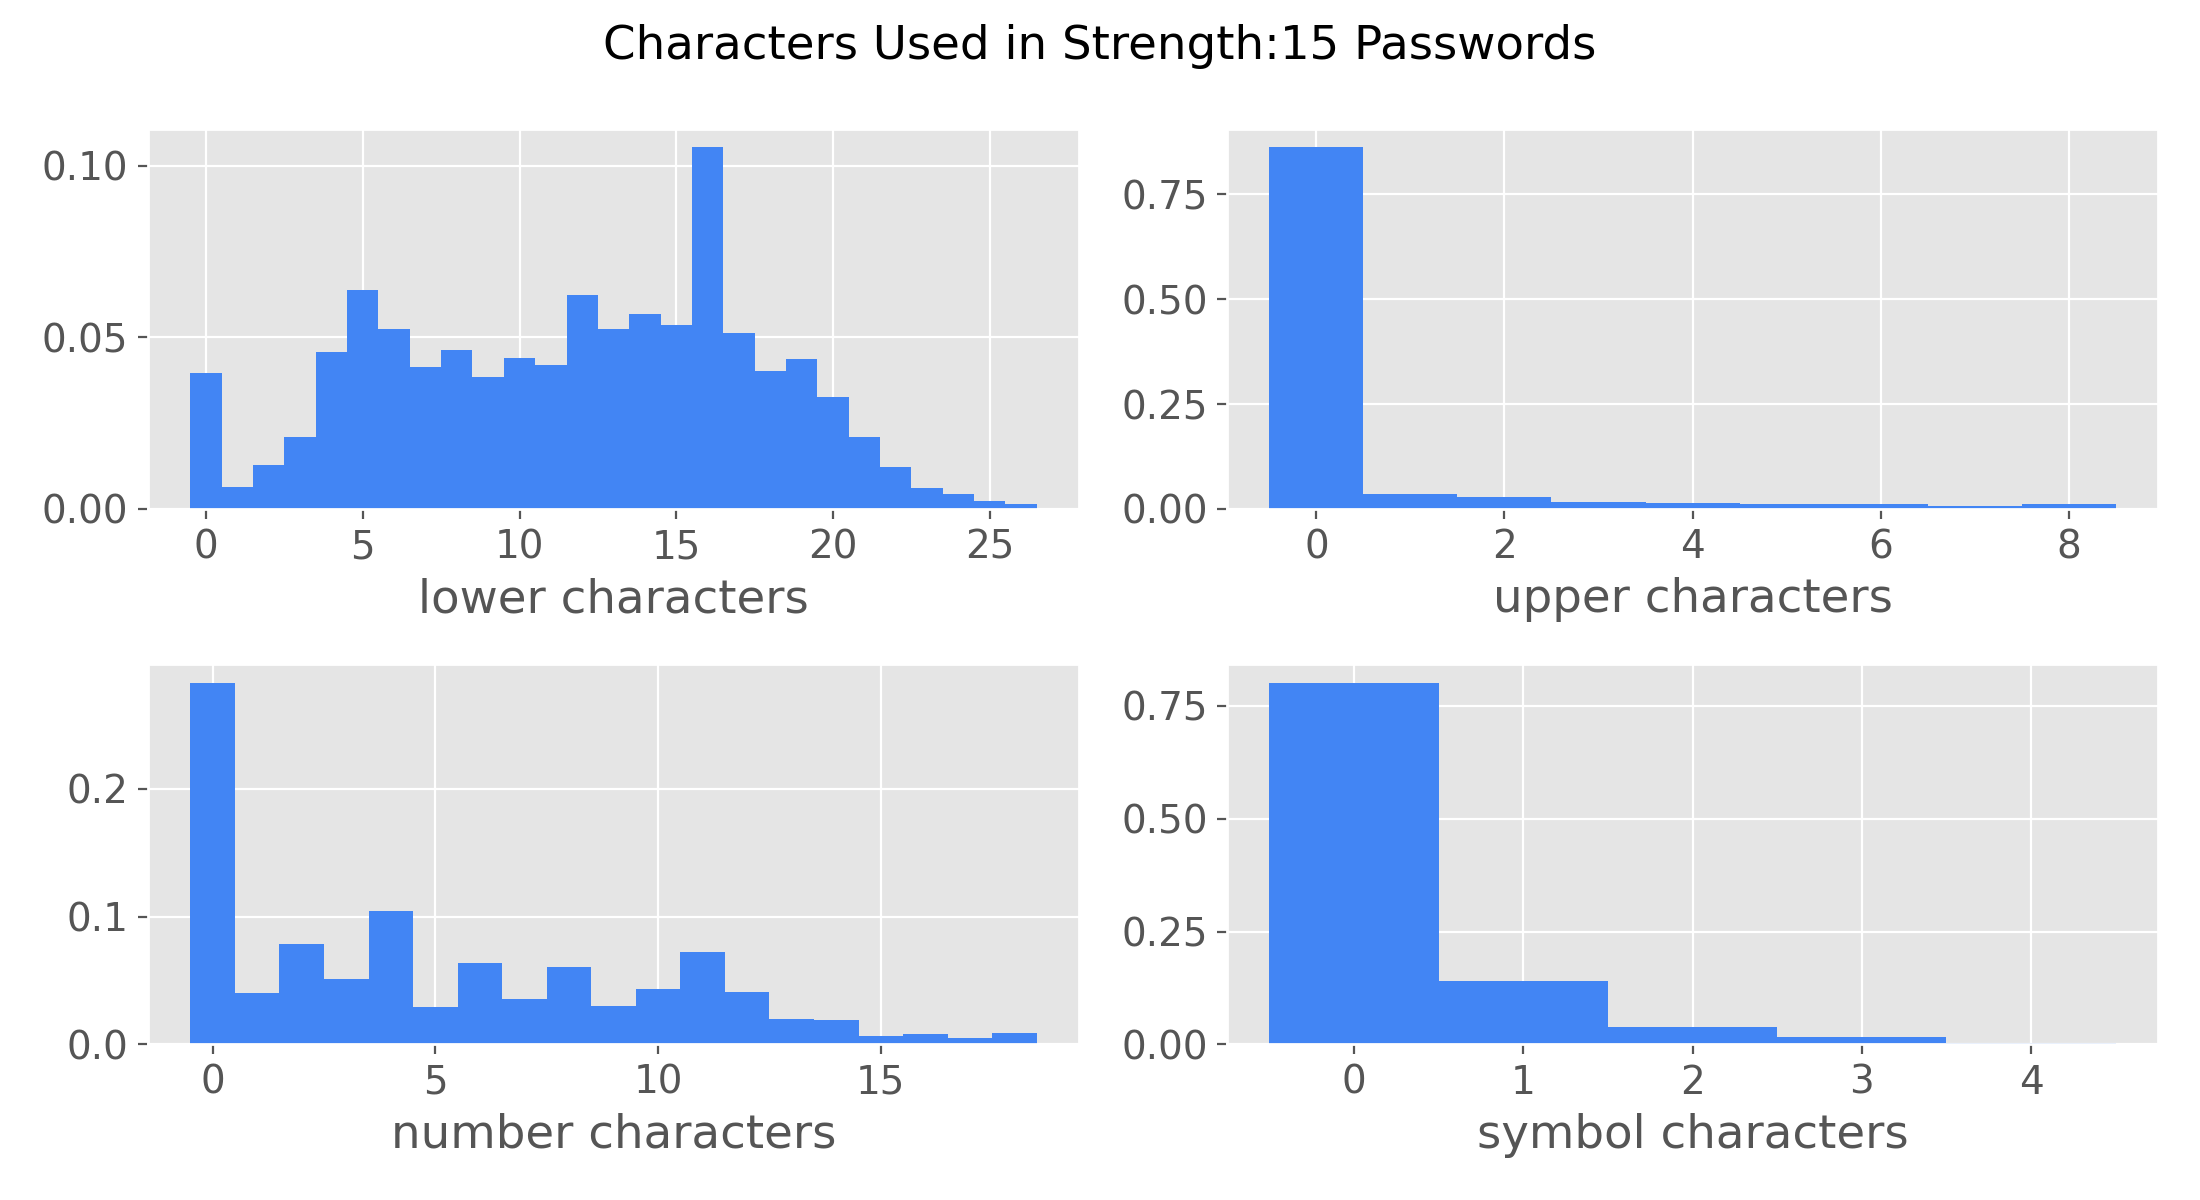 Characters Used in Strength:15 Passwords
0.10
0.05
0.00
0 5 10 15 20 25
lower characters
0.75
0.50
0.25
0.00
0 2 4 6 8
upper characters
0.2
0.1
0.0
0 5 10 15
number characters
0.75
0.50
0.25
0.00
0 1 2 3 4
symbol characters